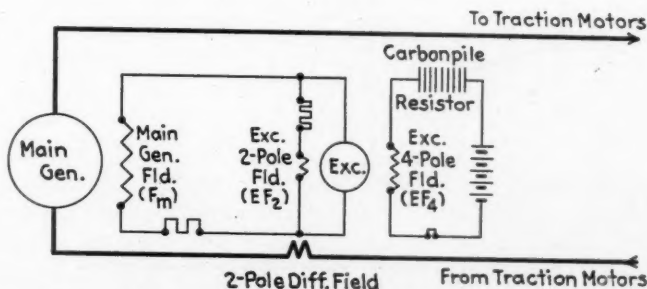 To Traction Motors
Carbonpile
Resistor
Main
Gen.
Main
Gen.
Fld.
(Fm)
Exc.
2-Pole
Fld.
(EF2)
Exc.
Exc.
4-Pole
Fld.
(EF4)
2-Pole Diff. Field
From Traction Motors